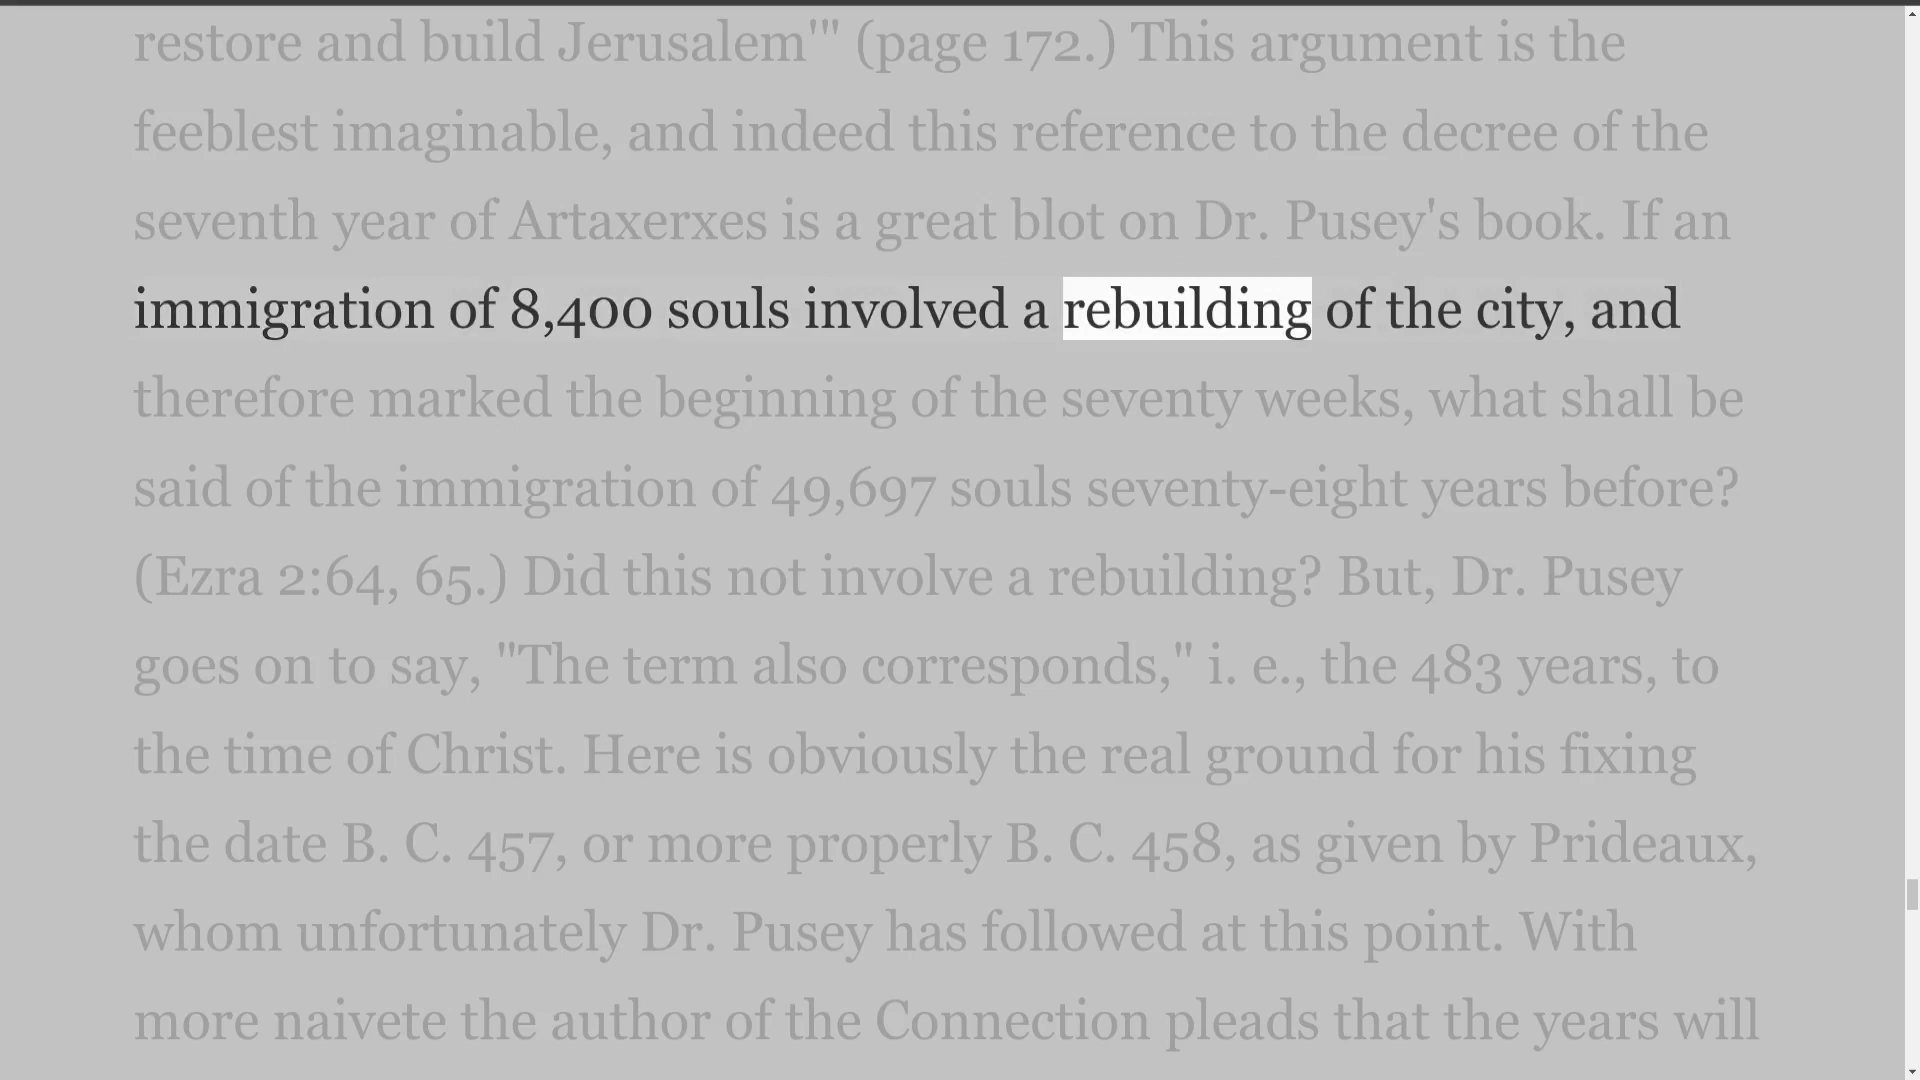 restore and build Jerusalem'" (page 172.) This argument is the
feeblest imaginable, and indeed this reference to the decree of the
seventh year of Artaxerxes is a great blot on Dr. Pusey's book. If an
immigration of 8,400 souls involved a rebuilding of the city, and
therefore marked the beginning of the seventy weeks, what shall be
said of the immigration of 49,697 souls seventy-eight years before?
(Ezra 2:64, 65.) Did this not involve a rebuilding? But, Dr. Pusey
goes on to say, "The term also corresponds," i. e., the 483 years, to
the time of Christ. Here is obviously the real ground for his fixing
the date B. C. 457, or more properly B. C. 458, as given by Prideaux,
whom unfortunately Dr. Pusey has followed at this point. With
more naivete the author of the Connection pleads that the years will